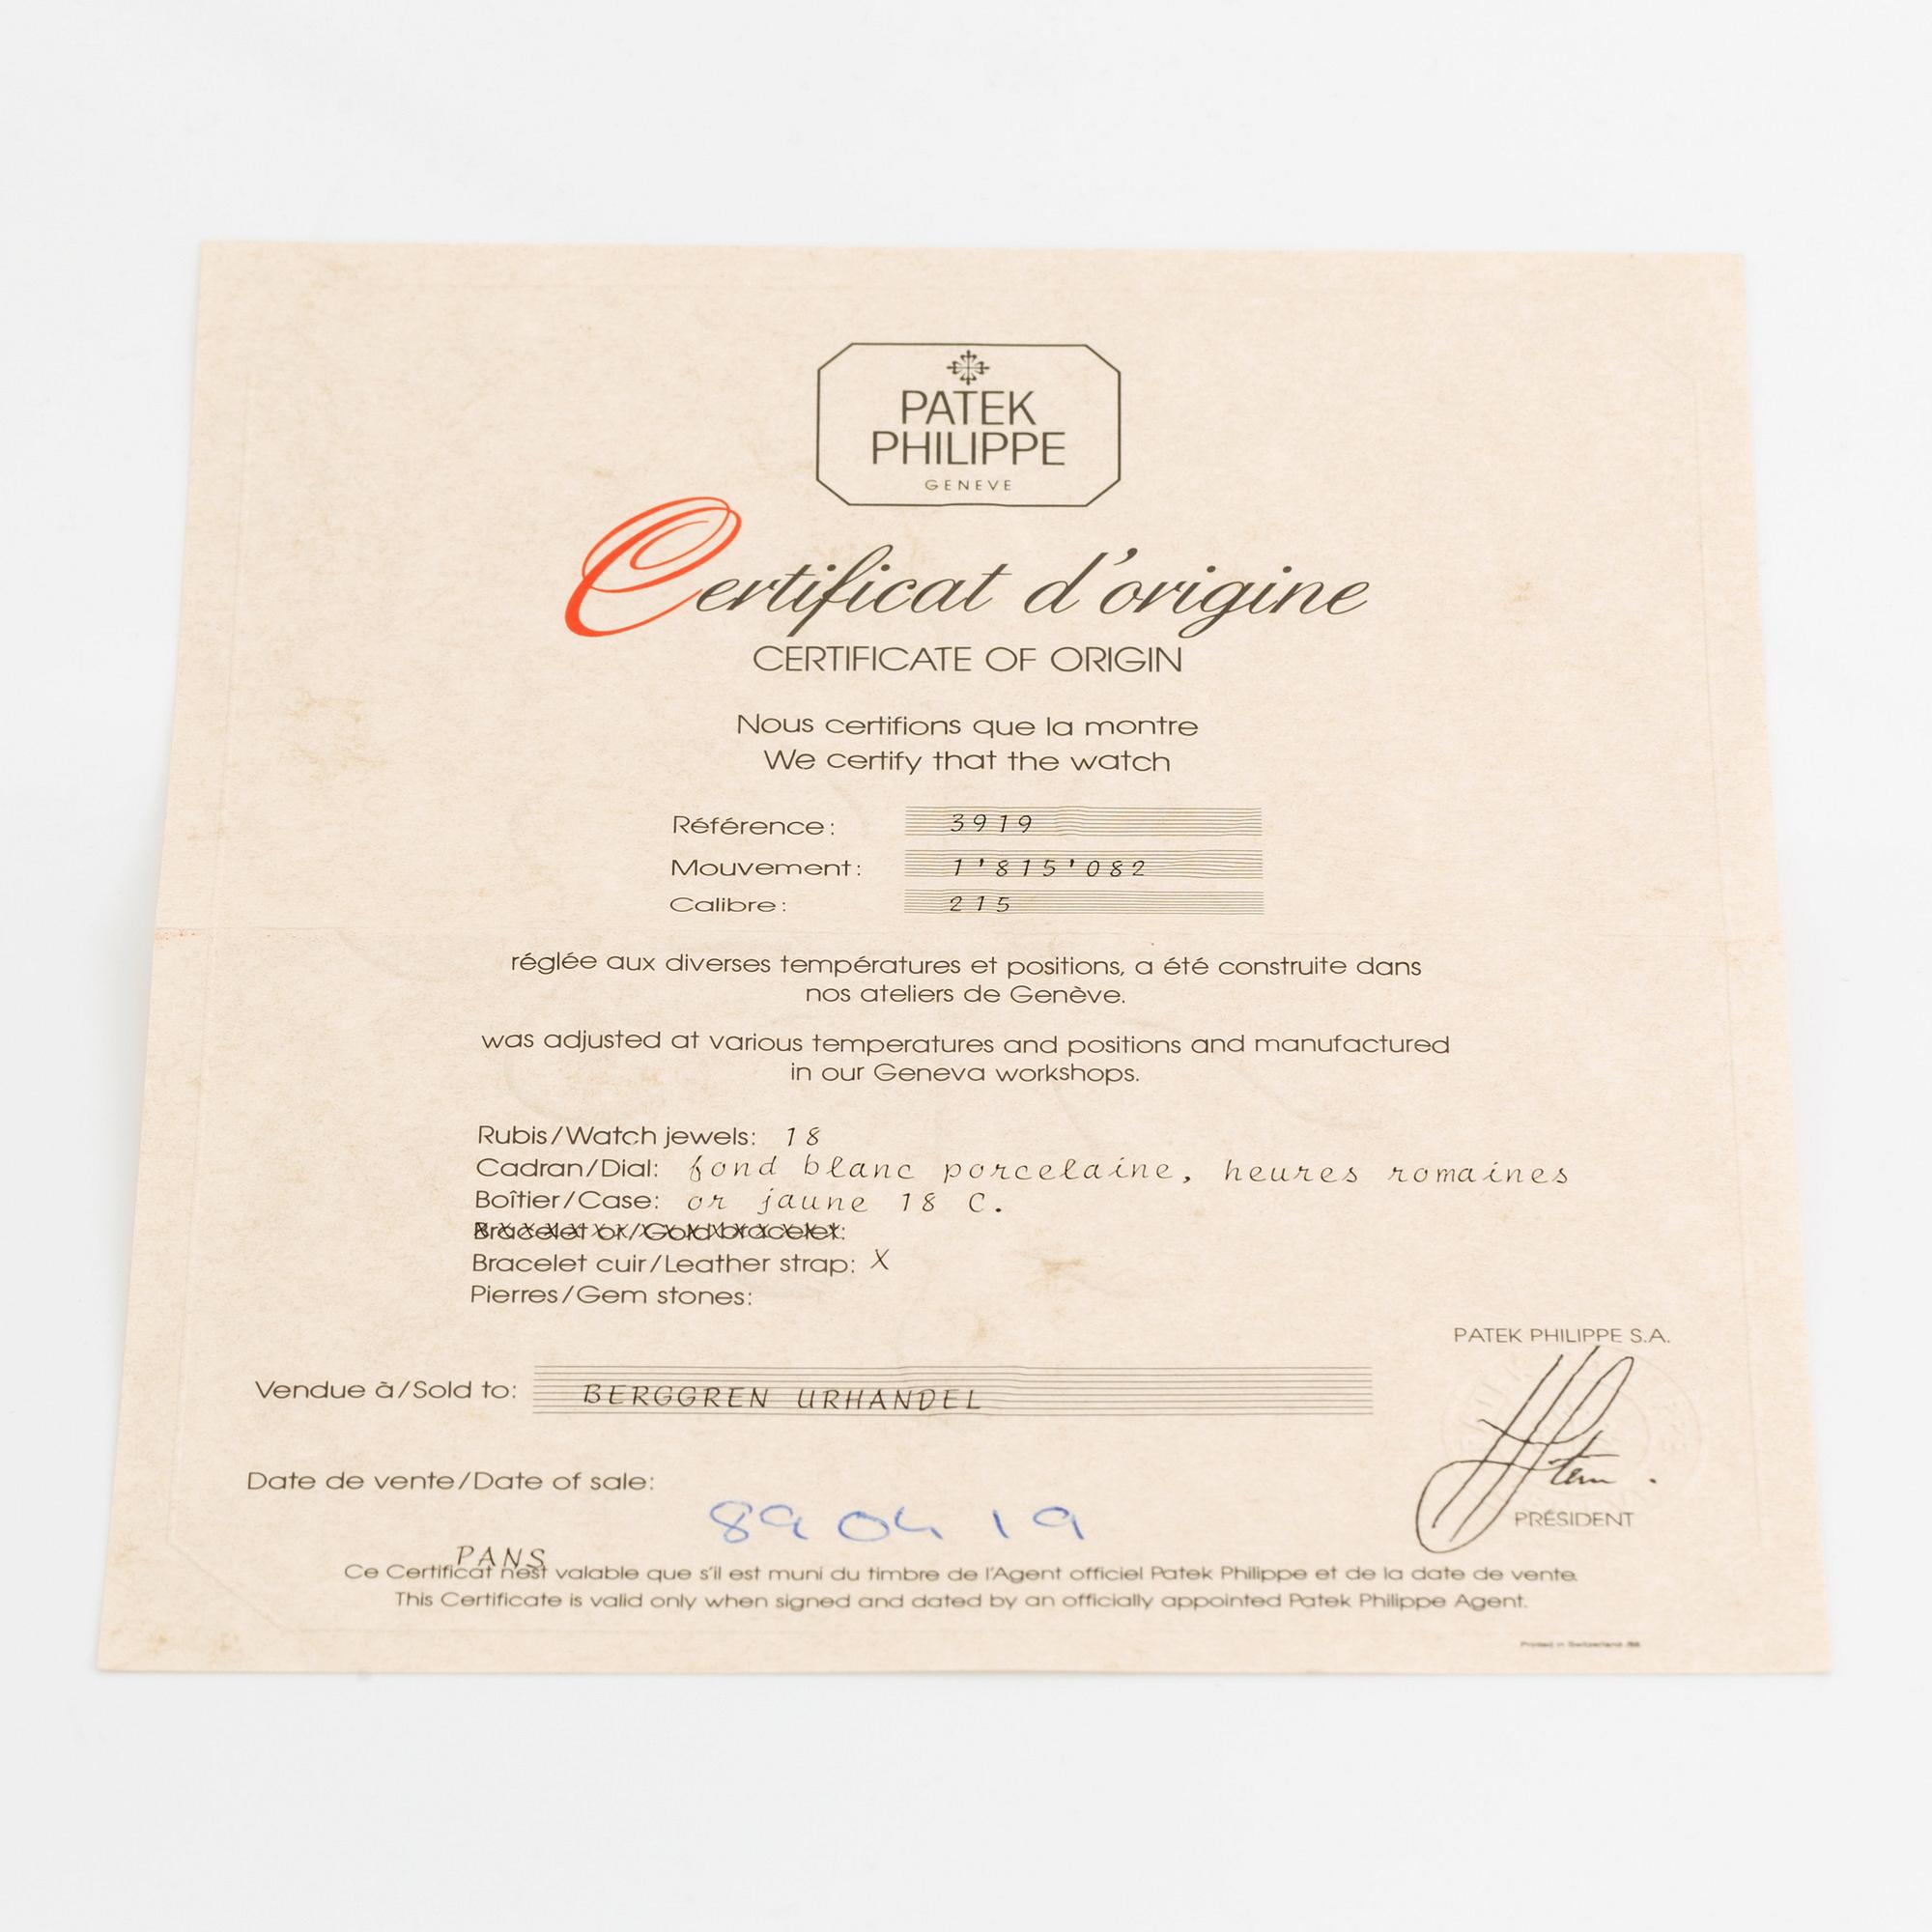 PATEK
PHILIPPE
GENEVE
Certificat d'origine
CERTIFICATE OF ORIGIN
Nous certifions que la montre
We certify that the watch
Référence: 3919
Mouvement: 1'815'082
Calibre: 215
réglée aux diverses températures et positions, a été construite dans
nos ateliers de Genève.
was adjusted at various temperatures and positions and manufactured
in our Geneva workshops.
Rubis/Watch jewels: 18
Cadran/Dial: fond blanc porcelaine, heures romaines
Boîtier/Case: or jaune 18 C.
Bracelet or/Gold bracelet:
Bracelet cuir/Leather strap: X
Pierres/Gem stones:
PATEK PHILIPPE S.A.
Vendue à/Sold to: BERGGREN URHANDEL
Stern
Date de vente/Date of sale:
89 04 19
PRÉSIDENT
PANS
Ce Certificat n'est valable que s'il est muni du timbre de l'Agent officiel Patek Philippe et de la date de vente.
This Certificate is valid only when signed and dated by an officially appointed Patek Philippe Agent.
Printed in Switzerland